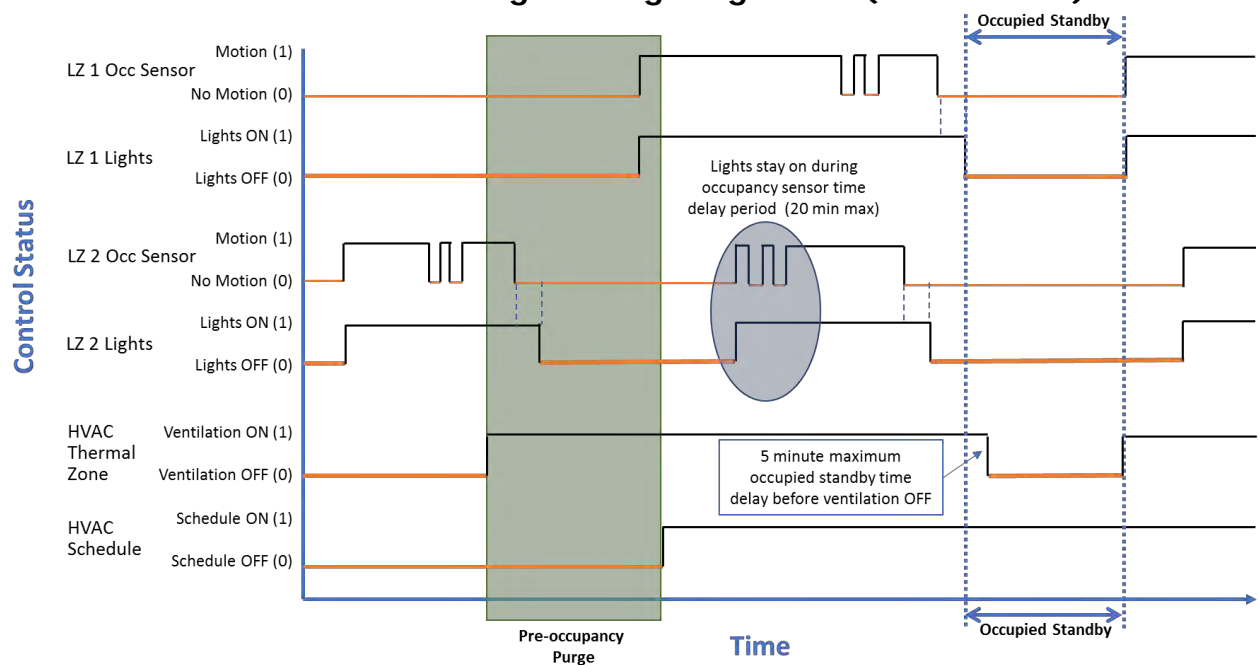 Occupied Standby
Motion (1)
LZ 1 Occ Sensor
No Motion (0)
Lights ON (1)
LZ 1 Lights
Lights OFF (0)
Lights stay on during
occupancy sensor time
delay period (20 min max)
Motion (1)
LZ 2 Occ Sensor
No Motion (0)
Lights ON (1)
LZ 2 Lights
Lights OFF (0)
Control Status
HVAC
Thermal
Zone
Ventilation ON (1)
Ventilation OFF (0)
5 minute maximum
occupied standby time
delay before ventilation OFF
HVAC
Schedule
Schedule ON (1)
Schedule OFF (0)
Pre-occupancy
Purge
Time
Occupied Standby